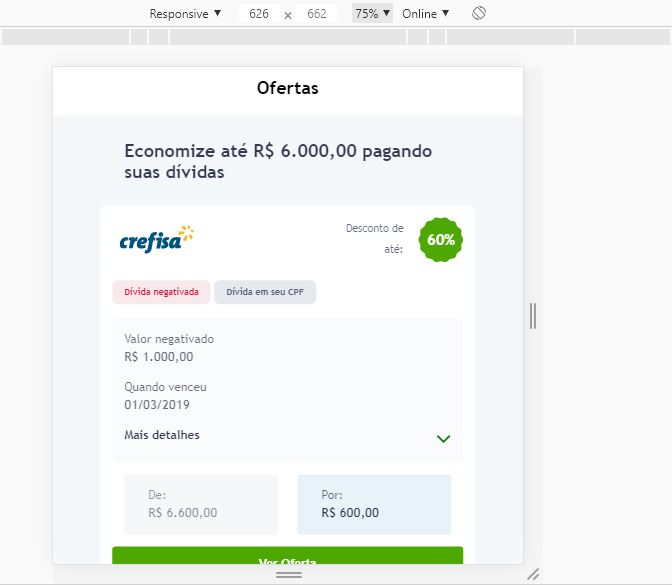 Responsive ▼ 626 x 662 75% ▼ Online ▼
Ofertas
Economize até R$ 6.000,00 pagando
suas dívidas
crefisa
Desconto de
até:
60%
Dívida negativada
Dívida em seu CPF
Valor negativado
R$ 1.000,00
Quando venceu
01/03/2019
Mais detalhes
De:
R$ 6.600,00
Por:
R$ 600,00
Ver Oferta